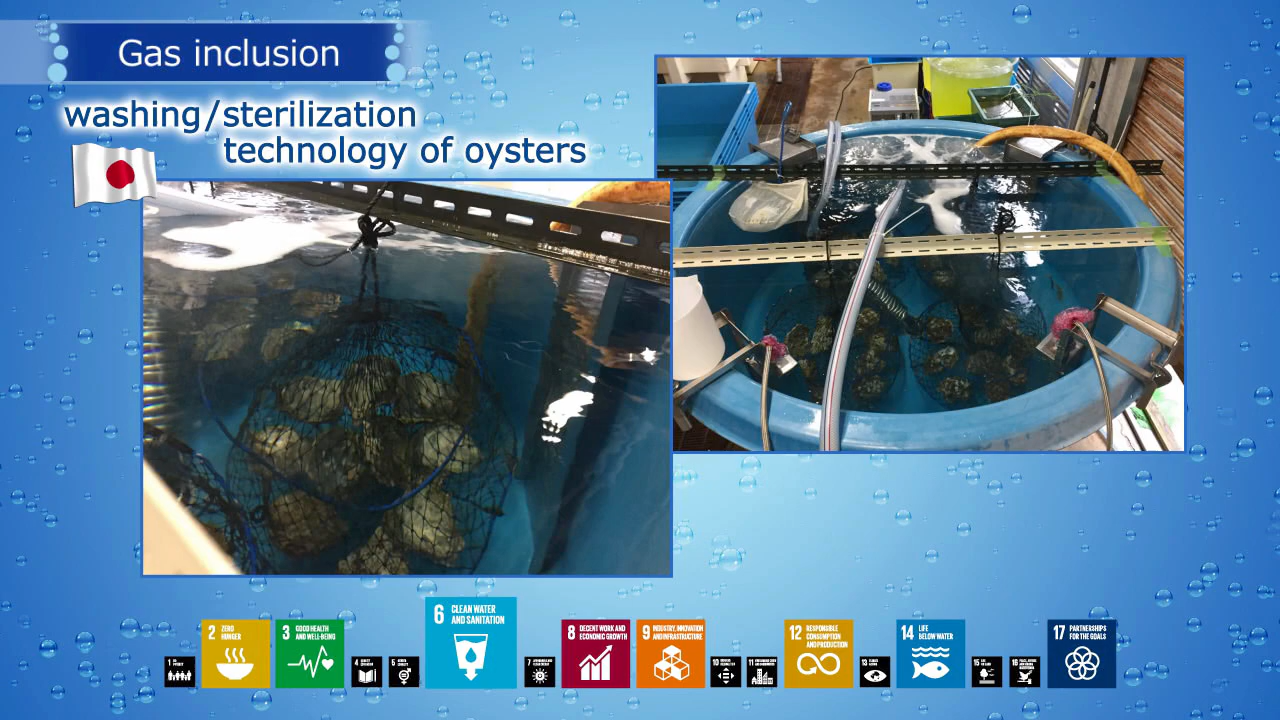 Gas inclusion
washing/sterilization
technology of oysters
2 ZERO
HUNGER
3 GOOD HEALTH
AND WELL-BEING
6 CLEAN WATER
AND SANITATION
8 DECENT WORK AND
ECONOMIC GROWTH
9 INDUSTRY, INNOVATION
AND INFRASTRUCTURE
12 RESPONSIBLE
CONSUMPTION
AND PRODUCTION
14 LIFE
BELOW WATER
17 PARTNERSHIPS
FOR THE GOALS